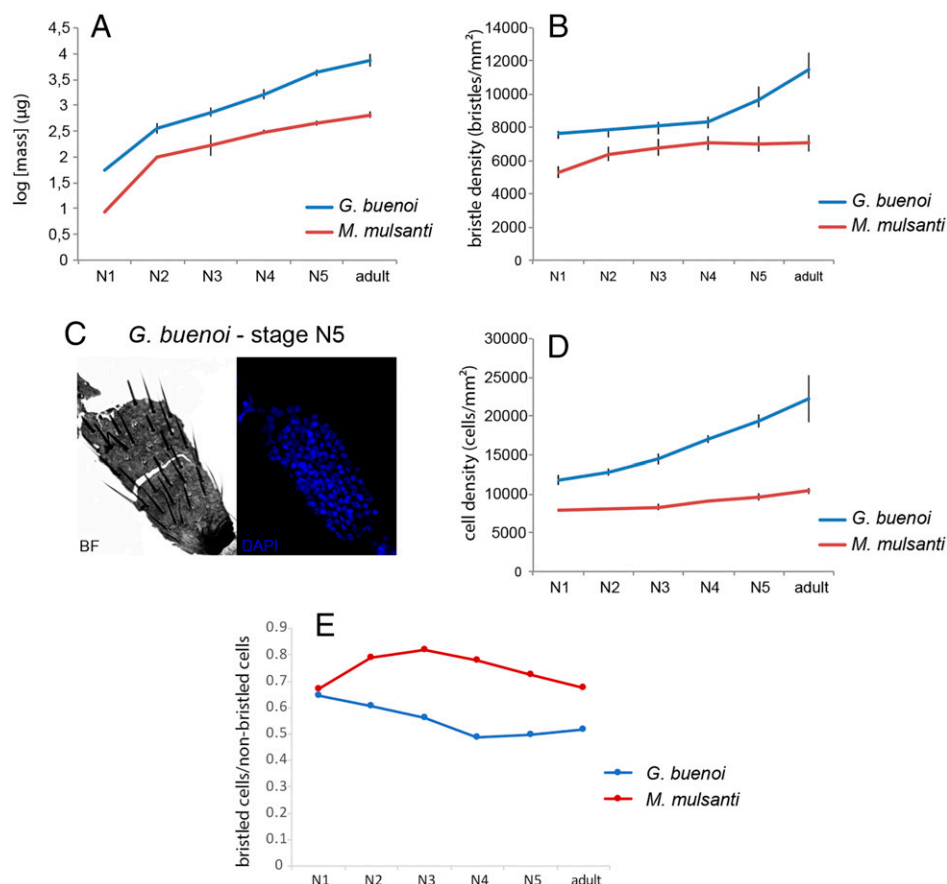 A
4,5
4
3,5
3
2,5
2
1,5
1
0,5
0
log [mass] (µg)
N1 N2 N3 N4 N5 adult
G. buenoi
M. mulsanti
B
14000
12000
10000
8000
6000
4000
2000
0
bristle density (bristles/mm²)
N1 N2 N3 N4 N5 adult
G. buenoi
M. mulsanti
C
G. buenoi - stage N5
BF
DAPI
D
30000
25000
20000
15000
10000
5000
0
cell density (cells/mm²)
N1 N2 N3 N4 N5 adult
G. buenoi
M. mulsanti
E
0.9
0.8
0.7
0.6
0.5
0.4
0.3
0.2
0.1
0
bristled cells/non-bristled cells
N1 N2 N3 N4 N5 adult
G. buenoi
M. mulsanti